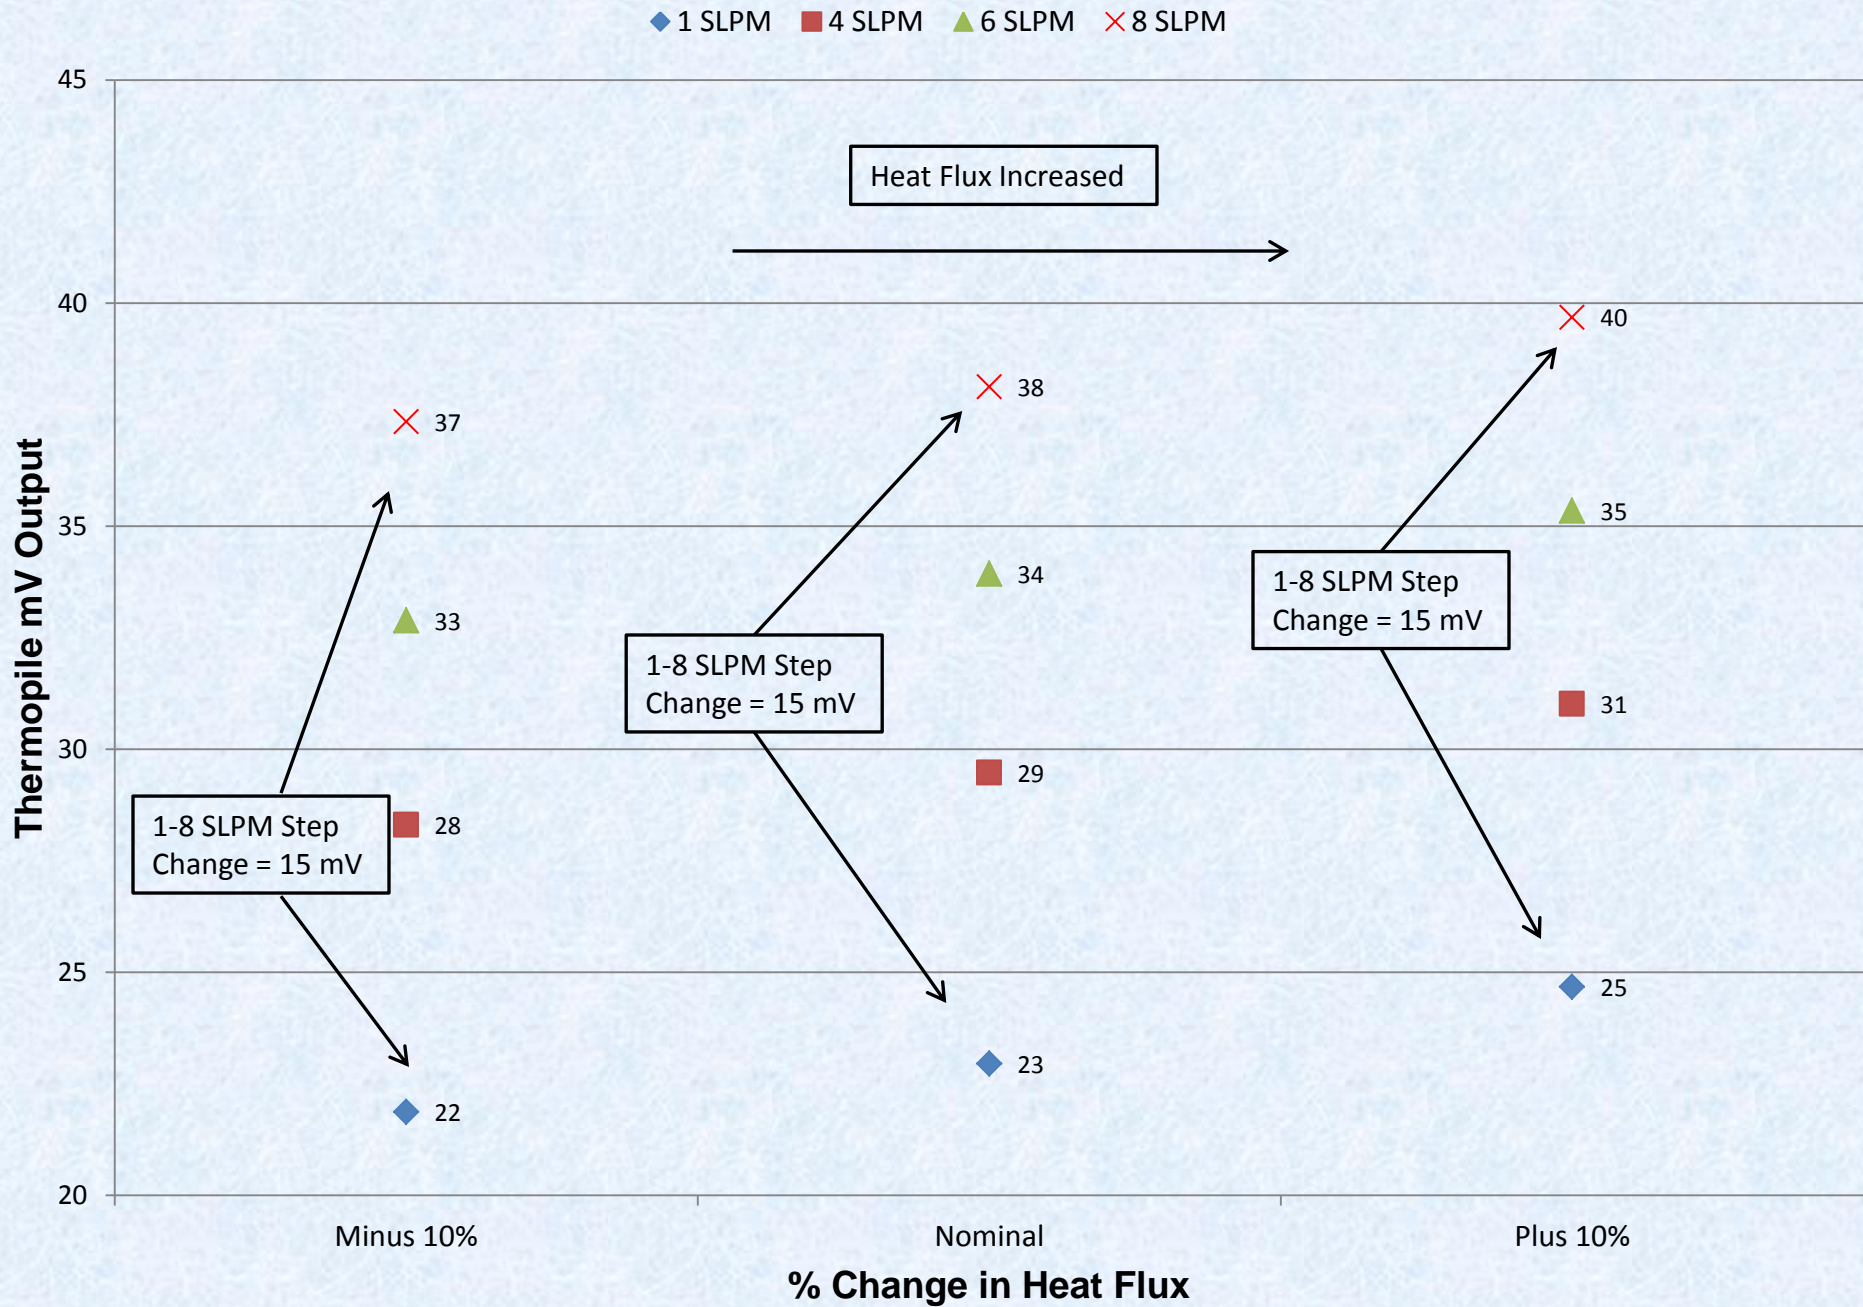 1 SLPM 4 SLPM 6 SLPM 8 SLPM
45
Heat Flux Increased
40
40
38
37
35
35
34
33
1-8 SLPM Step
Change = 15 mV
1-8 SLPM Step
Change = 15 mV
31
30
29
28
1-8 SLPM Step
Change = 15 mV
25
25
23
22
20
Thermopile mV Output
Minus 10% Nominal Plus 10%
% Change in Heat Flux